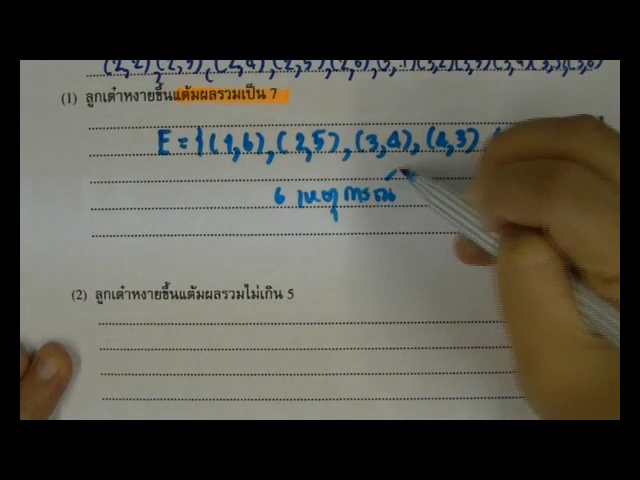 (1) ลูกเต๋าหงายขึ้นแต้มผลรวมเป็น 7
E = {(1,6), (2,5), (3,4), (4,3)
6 เหตุการณ์
(2) ลูกเต๋าหงายขึ้นแต้มผลรวมไม่เกิน 5